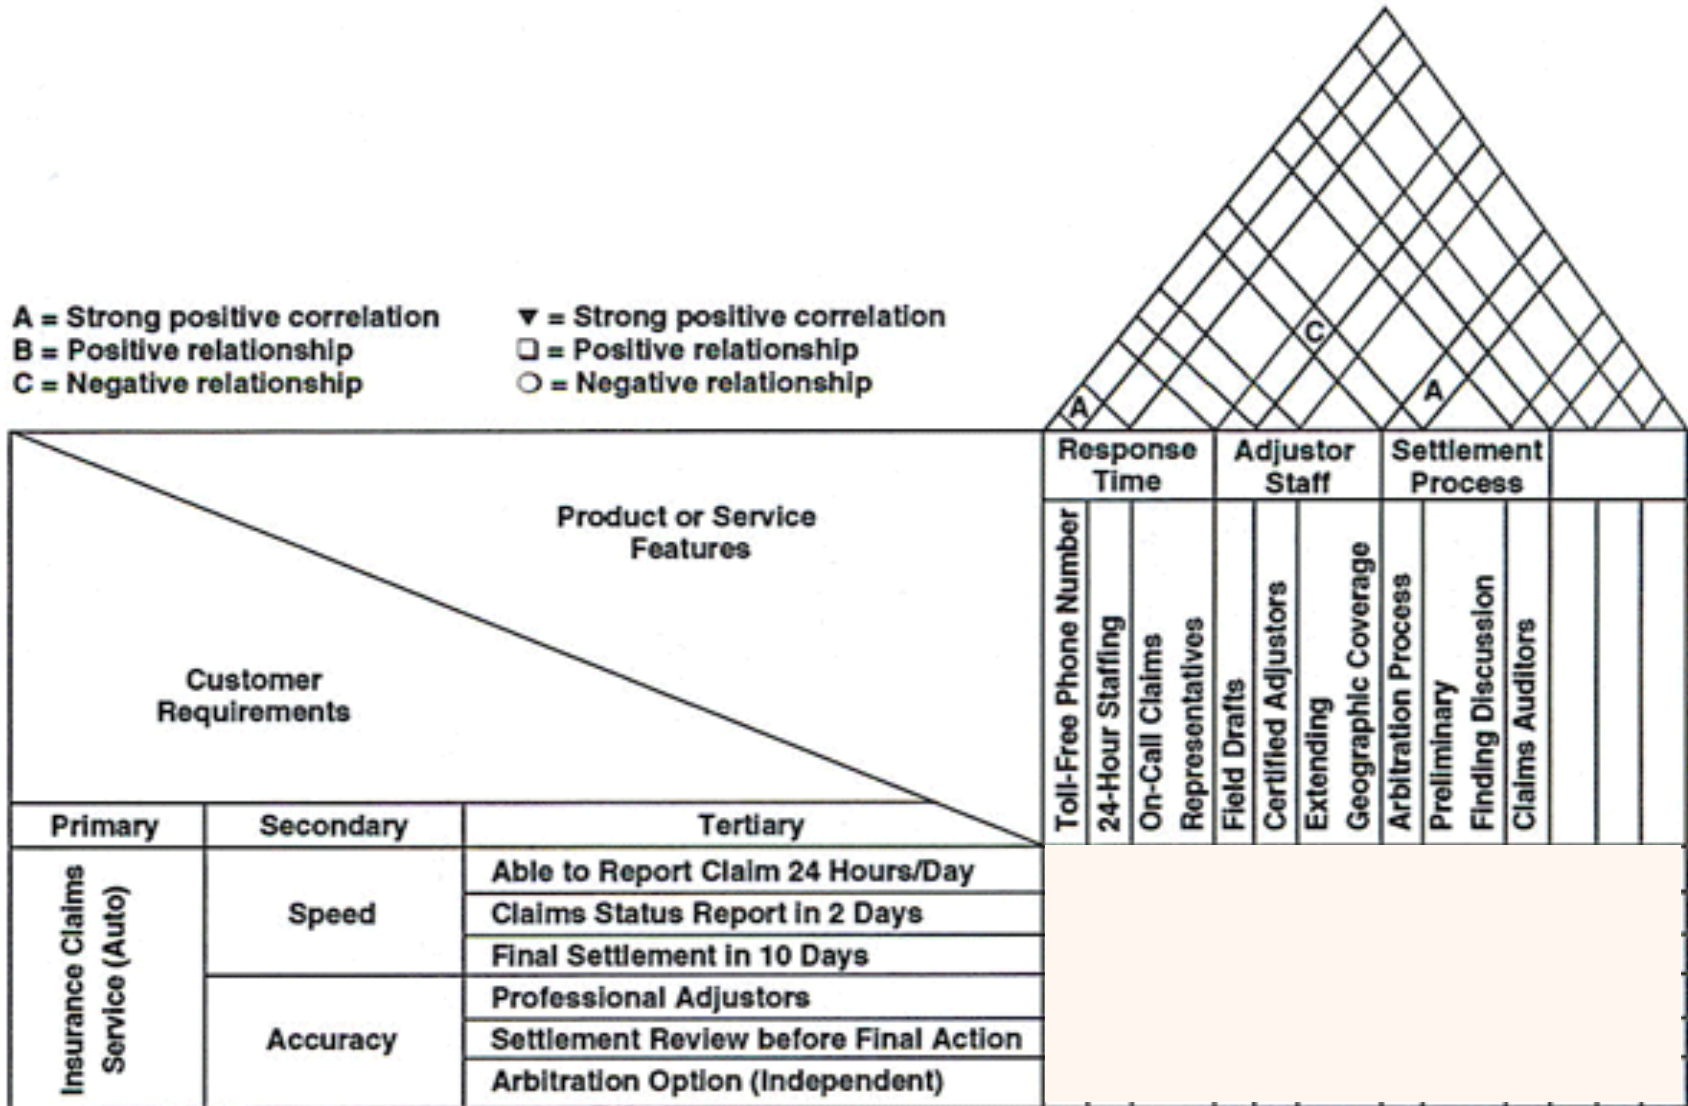 A = Strong positive correlation
B = Positive relationship
C = Negative relationship
▼ = Strong positive correlation
❏ = Positive relationship
❍ = Negative relationship
C
A
A
Response
Time
Adjustor
Staff
Settlement
Process
Product or Service
Features
Customer
Requirements
Toll-Free Phone Number
24-Hour Staffing
On-Call Claims
Representatives
Field Drafts
Certified Adjustors
Extending
Geographic Coverage
Arbitration Process
Preliminary
Finding Discussion
Claims Auditors
Primary
Secondary
Tertiary
Insurance Claims
Service (Auto)
Speed
Able to Report Claim 24 Hours/Day
Claims Status Report in 2 Days
Final Settlement in 10 Days
Accuracy
Professional Adjustors
Settlement Review before Final Action
Arbitration Option (Independent)